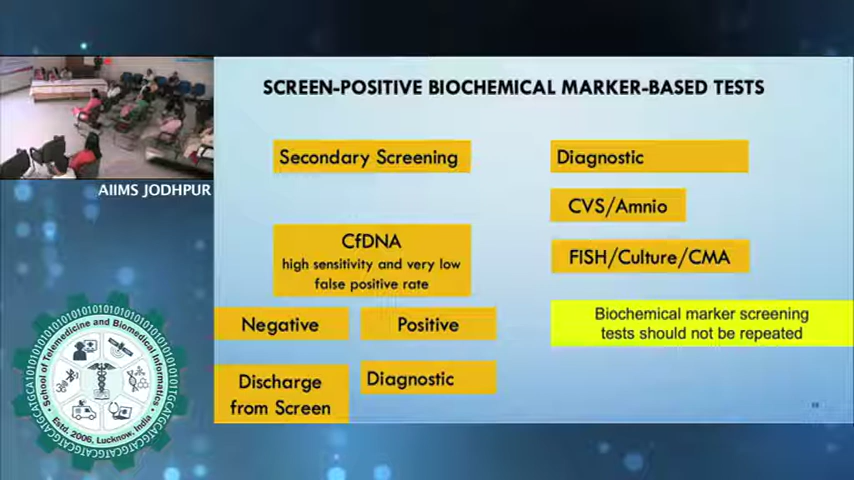 SCREEN-POSITIVE BIOCHEMICAL MARKER-BASED TESTS
Secondary Screening
Diagnostic
CVS/Amnio
CfDNA
high sensitivity and very low
false positive rate
FISH/Culture/CMA
Negative
Positive
Biochemical marker screening
tests should not be repeated
Discharge
from Screen
Diagnostic
AIIMS JODHPUR
School of Telemedicine and Biomedical Informatics
Estd. 2006, Lucknow, India